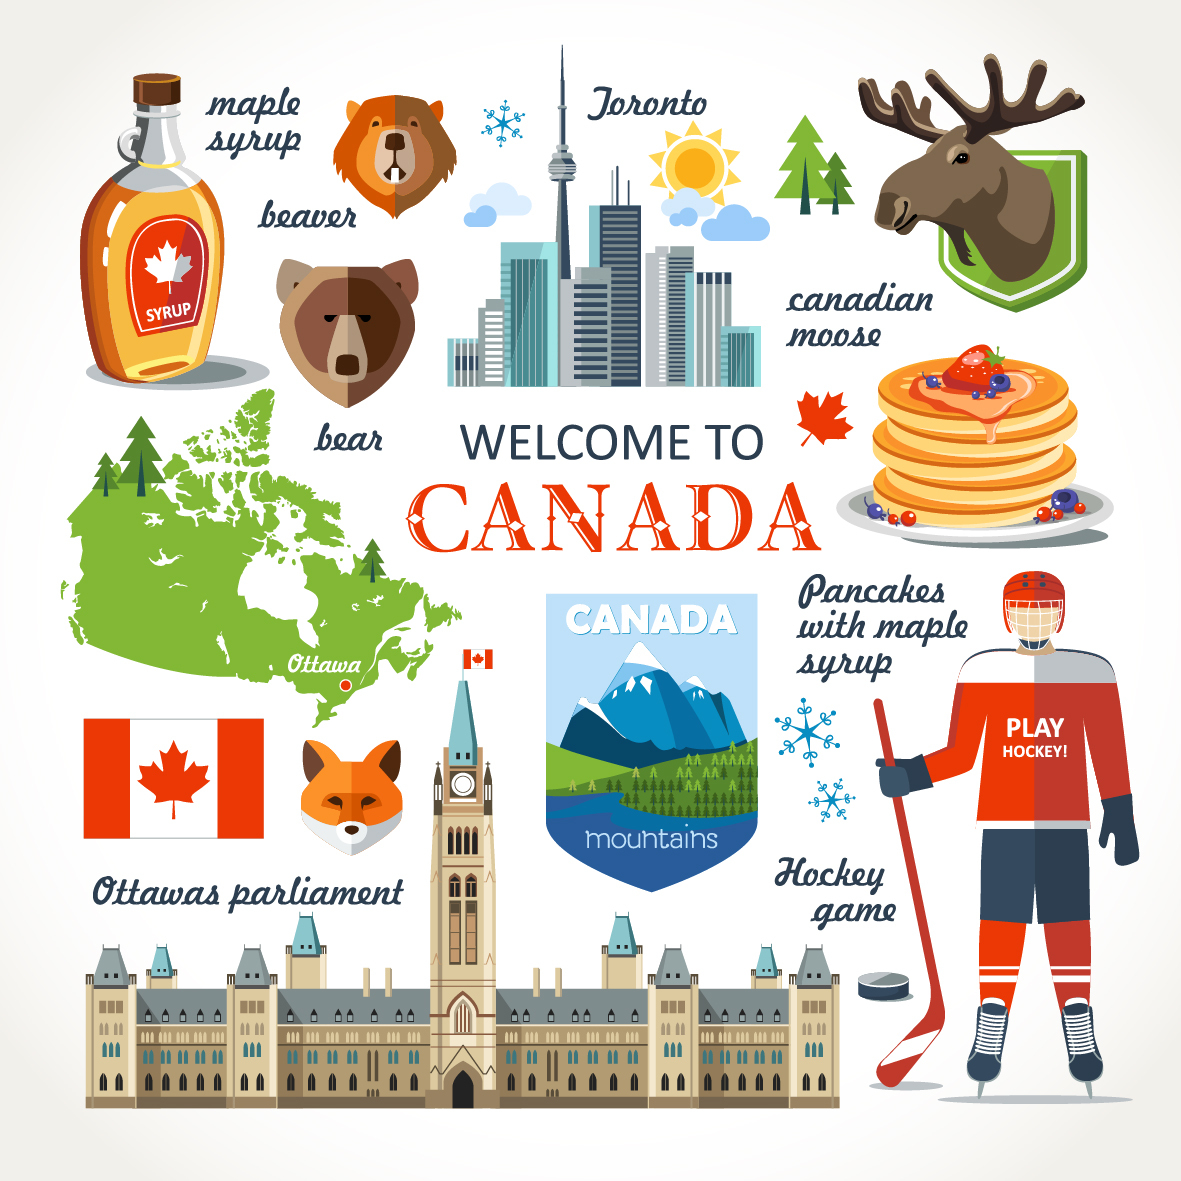 maple
syrup
Toronto
beaver
SYRUP
canadian
moose
bear
WELCOME TO
CANADA
Pancakes
with maple
syrup
CANADA
Ottawa
PLAY
HOCKEY!
mountains
Hockey
game
Ottawas parliament